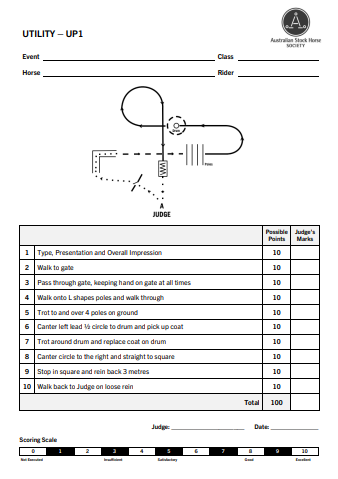 Australian Stock Horse
SOCIETY
UTILITY – UP1
Event
Class
Horse
Rider
Drum
Poles
A
JUDGE
Possible Points
Judge's Marks
1 Type, Presentation and Overall Impression 10
2 Walk to gate 10
3 Pass through gate, keeping hand on gate at all times 10
4 Walk onto L shapes poles and walk through 10
5 Trot to and over 4 poles on ground 10
6 Canter left lead ½ circle to drum and pick up coat 10
7 Trot around drum and replace coat on drum 10
8 Canter circle to the right and straight to square 10
9 Stop in square and rein back 3 metres 10
10 Walk back to Judge on loose rein 10
Total 100
Judge: Date:
Scoring Scale
0 1 2 3 4 5 6 7 8 9 10
Not Executed Insufficient Satisfactory Good Excellent